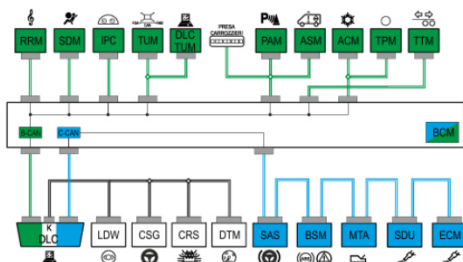 PRESA
CARROZZERI
RRM SDM IPC TUM DLC
TUM PAM ASM ACM TPM TTM
B-CAN C-CAN BCM
K
DLC LDW CSG CRS DTM SAS BSM MTA SDU ECM